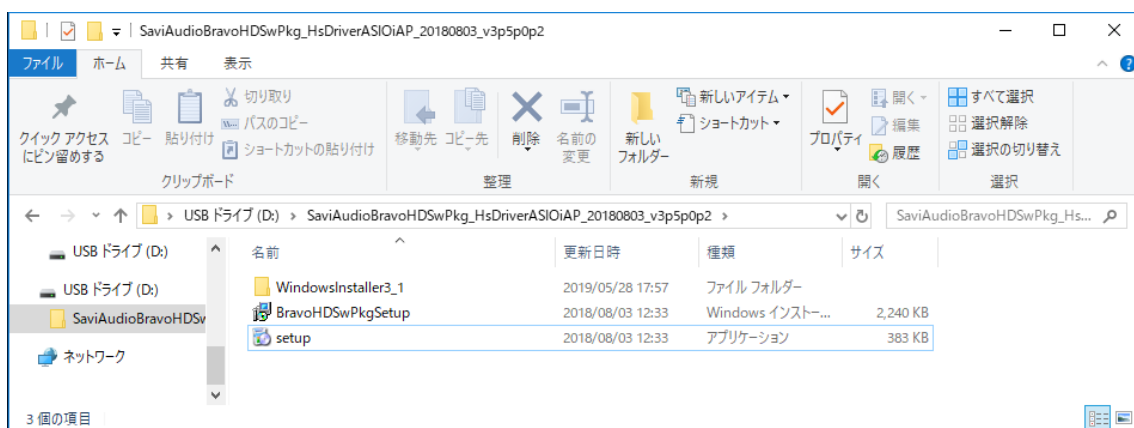 SaviAudioBravoHDSwPkg_HsDriverASIOiAP_20180803_v3p5p0p2
ファイル ホーム 共有 表示
クイック アクセス
にピン留めする
コピー
貼り付け
切り取り
パスのコピー
ショートカットの貼り付け
クリップボード
移動先
コピー先
削除
名前の
変更
整理
新しい
フォルダー
新しいアイテム
ショートカット
新規
プロパティ
開く
編集
履歴
開く
すべて選択
選択解除
選択の切り替え
選択
USB ドライブ (D:) › SaviAudioBravoHDSwPkg_HsDriverASIOiAP_20180803_v3p5p0p2 ›
SaviAudioBravoHDSwPkg_Hs...
USB ドライブ (D:)
USB ドライブ (D:)
SaviAudioBravoHDSw
ネットワーク
名前 更新日時 種類 サイズ
WindowsInstaller3_1 2019/05/28 17:57 ファイル フォルダー
BravoHDSwPkgSetup 2018/08/03 12:33 Windows インストー... 2,240 KB
setup 2018/08/03 12:33 アプリケーション 383 KB
3 個の項目